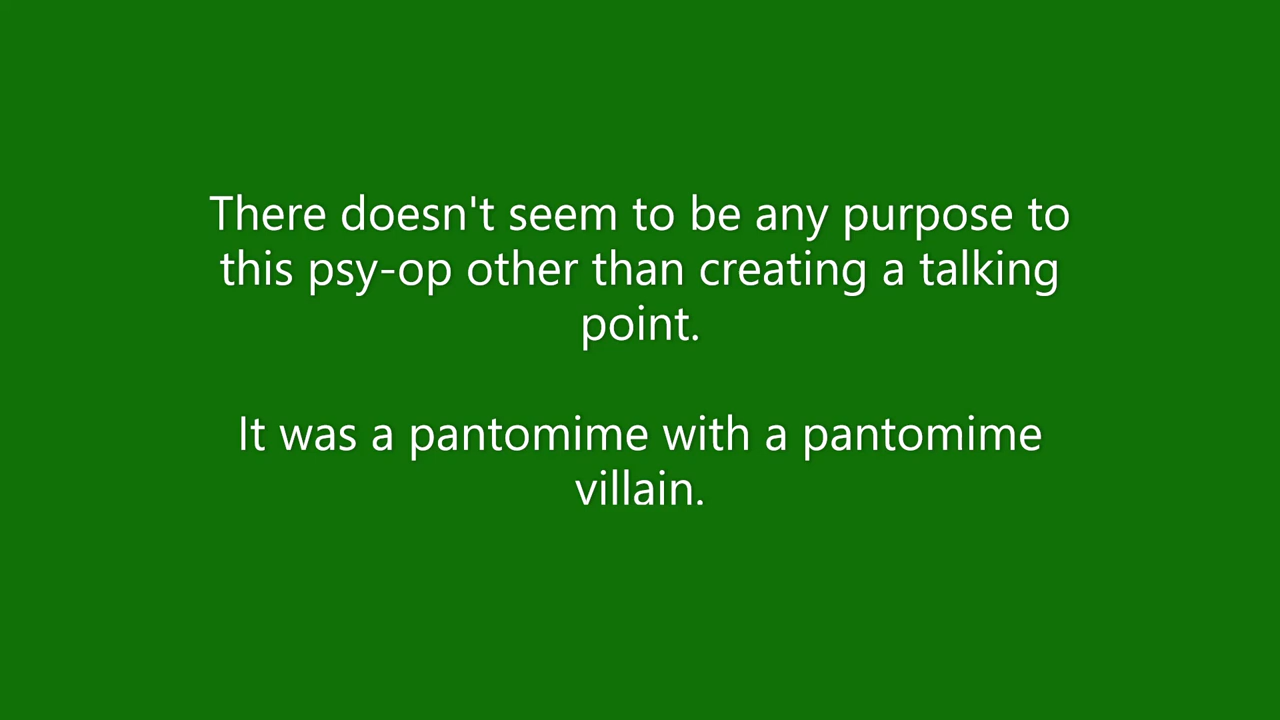 There doesn't seem to be any purpose to
this psy-op other than creating a talking
point.
It was a pantomime with a pantomime
villain.